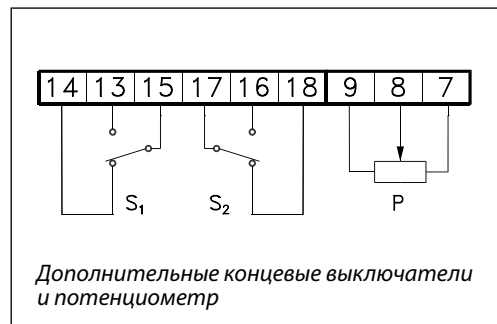 14 13 15 17 16 18 9 8 7
S₁ S₂ P
Дополнительные концевые выключатели
и потенциометр